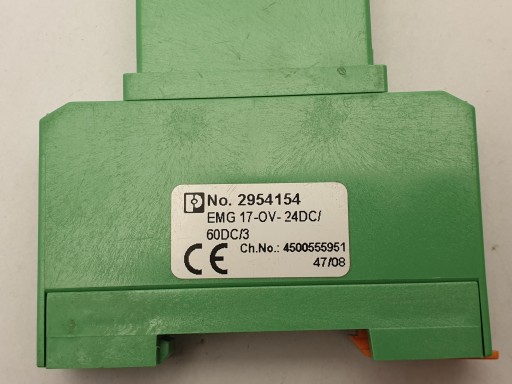 No. 2954154
EMG 17-OV- 24DC/
60DC/3
CE Ch.No.: 4500555951
47/08